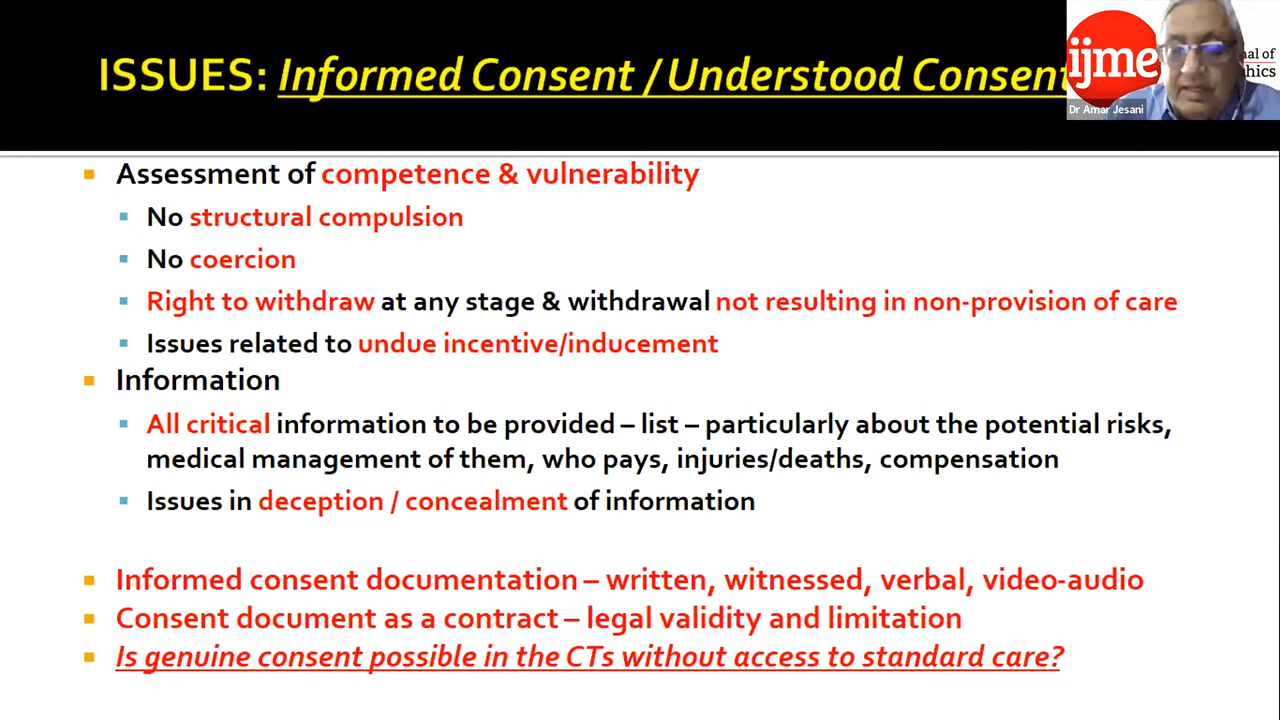 ISSUES: Informed Consent / Understood Consent
ijme
nal of
hics
Dr Amar Jesani
Assessment of competence & vulnerability
No structural compulsion
No coercion
Right to withdraw at any stage & withdrawal not resulting in non-provision of care
Issues related to undue incentive/inducement
Information
All critical information to be provided – list – particularly about the potential risks,
medical management of them, who pays, injuries/deaths, compensation
Issues in deception / concealment of information
Informed consent documentation – written, witnessed, verbal, video-audio
Consent document as a contract – legal validity and limitation
Is genuine consent possible in the CTs without access to standard care?